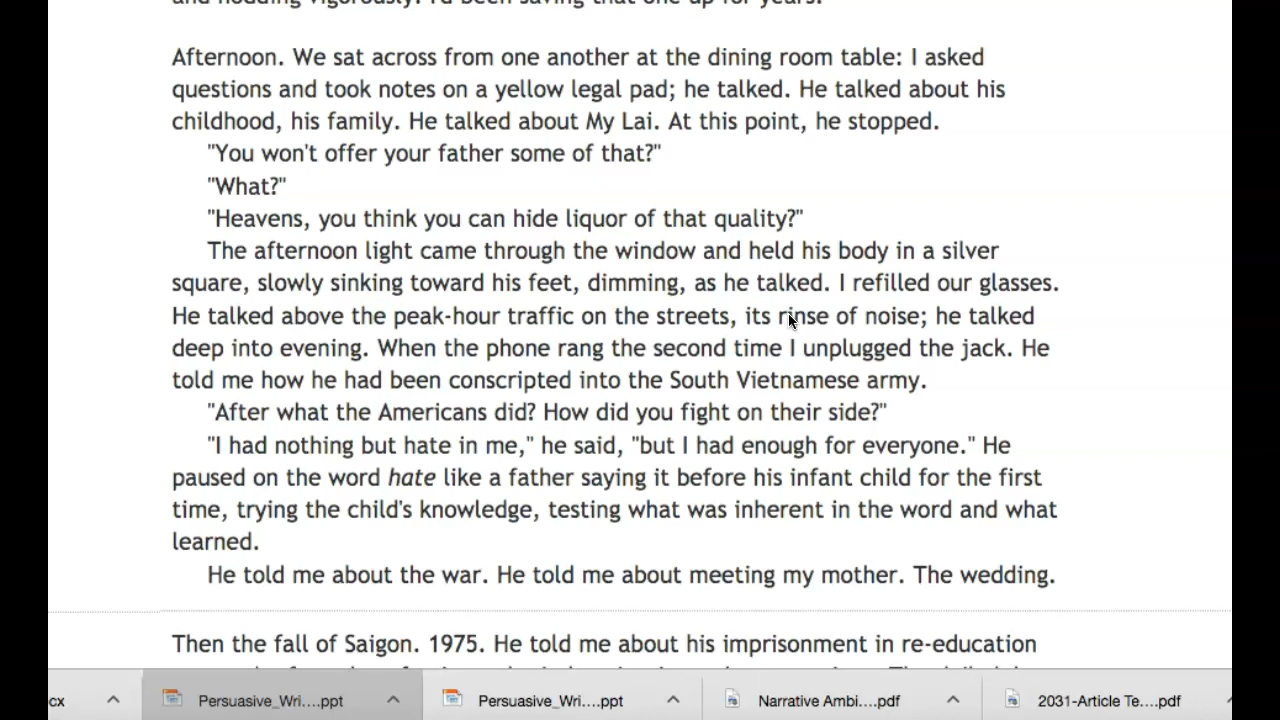 and nodding vigorously. I'd been saving that one up for years.
Afternoon. We sat across from one another at the dining room table: I asked
questions and took notes on a yellow legal pad; he talked. He talked about his
childhood, his family. He talked about My Lai. At this point, he stopped.
"You won't offer your father some of that?"
"What?"
"Heavens, you think you can hide liquor of that quality?"
The afternoon light came through the window and held his body in a silver
square, slowly sinking toward his feet, dimming, as he talked. I refilled our glasses.
He talked above the peak-hour traffic on the streets, its rinse of noise; he talked
deep into evening. When the phone rang the second time I unplugged the jack. He
told me how he had been conscripted into the South Vietnamese army.
"After what the Americans did? How did you fight on their side?"
"I had nothing but hate in me," he said, "but I had enough for everyone." He
paused on the word hate like a father saying it before his infant child for the first
time, trying the child's knowledge, testing what was inherent in the word and what
learned.
He told me about the war. He told me about meeting my mother. The wedding.
Then the fall of Saigon. 1975. He told me about his imprisonment in re-education
cx
Persuasive_Wri....ppt
Persuasive_Wri....ppt
Narrative Ambi....pdf
2031-Article Te....pdf